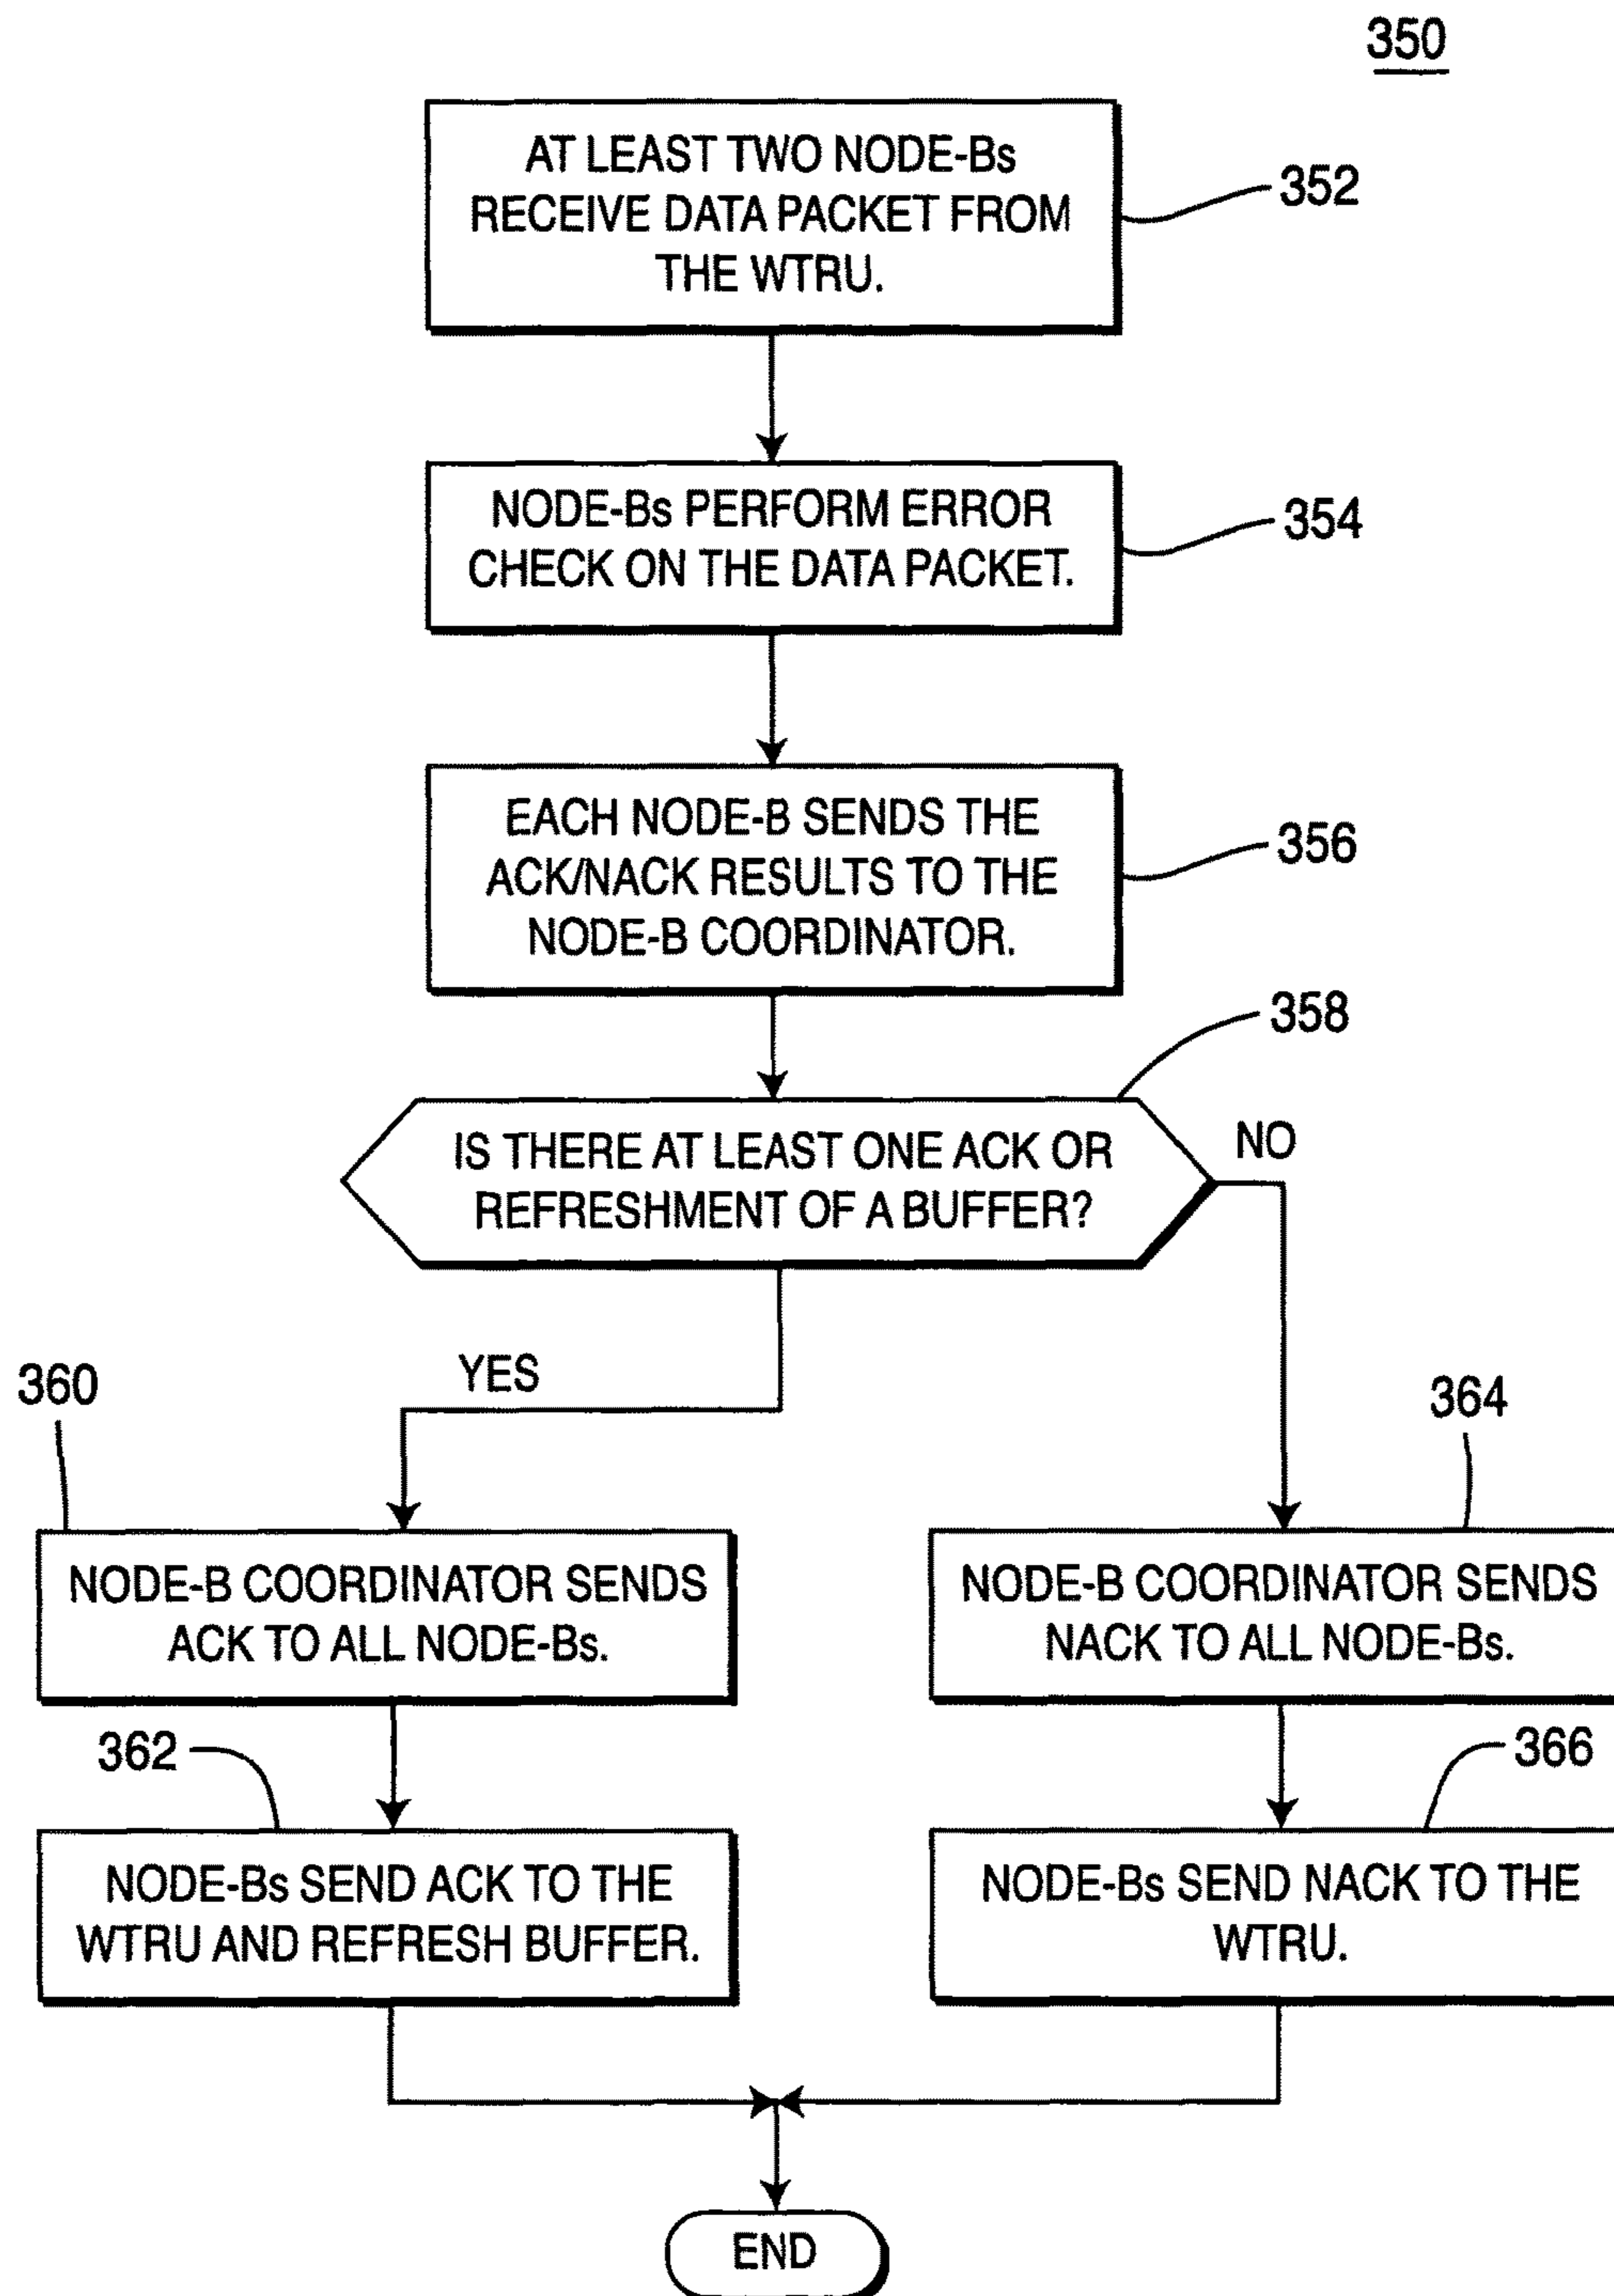 350
AT LEAST TWO NODE-Bs
RECEIVE DATA PACKET FROM
THE WTRU.
352
NODE-Bs PERFORM ERROR
CHECK ON THE DATA PACKET.
354
EACH NODE-B SENDS THE
ACK/NACK RESULTS TO THE
NODE-B COORDINATOR.
356
358
IS THERE AT LEAST ONE ACK OR
REFRESHMENT OF A BUFFER?
NO
YES
360
364
NODE-B COORDINATOR SENDS
ACK TO ALL NODE-Bs.
NODE-B COORDINATOR SENDS
NACK TO ALL NODE-Bs.
362
366
NODE-Bs SEND ACK TO THE
WTRU AND REFRESH BUFFER.
NODE-Bs SEND NACK TO THE
WTRU.
END